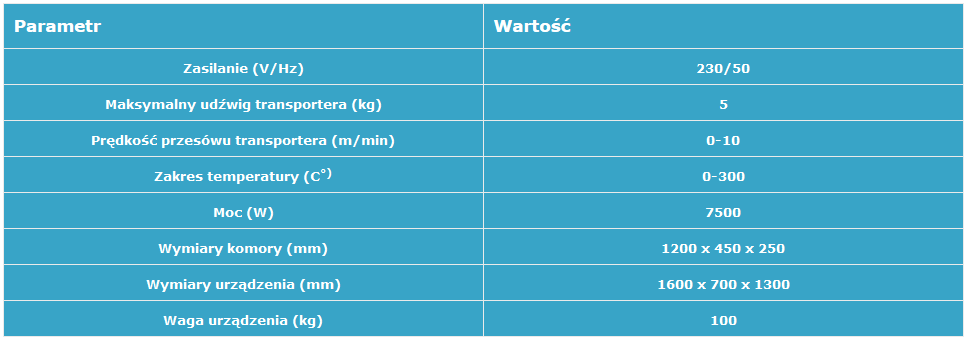 Parametr Wartość
Zasilanie (V/Hz) 230/50
Maksymalny udźwig transportera (kg) 5
Prędkość przesówu transportera (m/min) 0-10
Zakres temperatury (C°) 0-300
Moc (W) 7500
Wymiary komory (mm) 1200 x 450 x 250
Wymiary urządzenia (mm) 1600 x 700 x 1300
Waga urządzenia (kg) 100